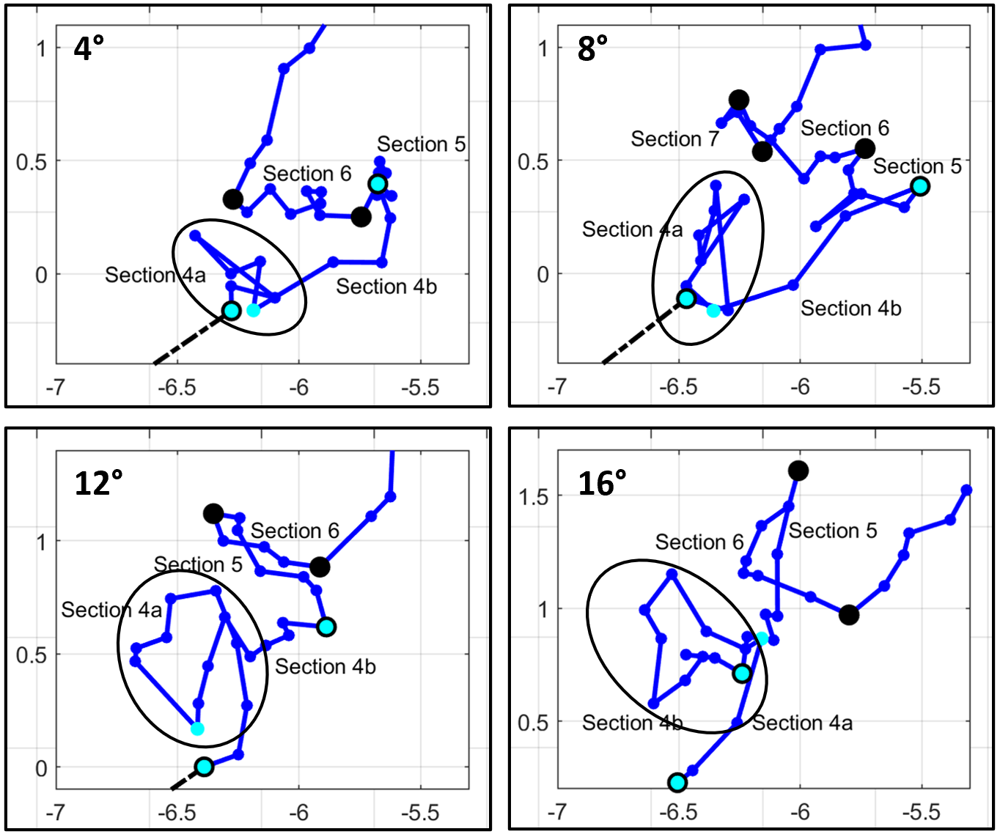 4°
1
Section 5
0.5
Section 6
0
Section 4a
Section 4b
-7
-6.5
-6
-5.5
8°
1
Section 6
Section 7
0.5
Section 5
Section 4a
0
Section 4b
-7
-6.5
-6
-5.5
12°
Section 6
1
Section 5
Section 4a
0.5
Section 4b
0
-7
-6.5
-6
-5.5
16°
1.5
Section 5
Section 6
1
0.5
Section 4b
Section 4a
-7
-6.5
-6
-5.5